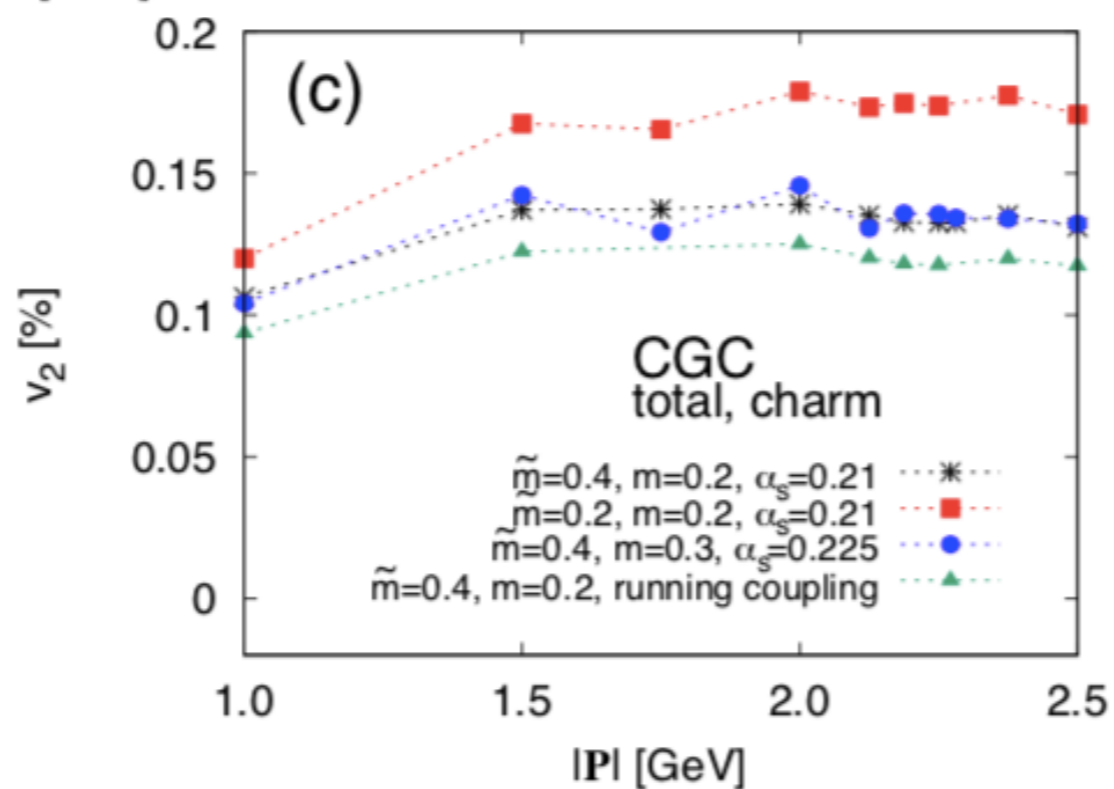 (c)
0.2
0.15
0.1
0.05
0
v₂ [%]
CGC
total, charm
m̃=0.4, m=0.2, αₛ=0.21
m̃=0.2, m=0.2, αₛ=0.21
m̃=0.4, m=0.3, αₛ=0.225
m̃=0.4, m=0.2, running coupling
1.0 1.5 2.0 2.5
|P| [GeV]